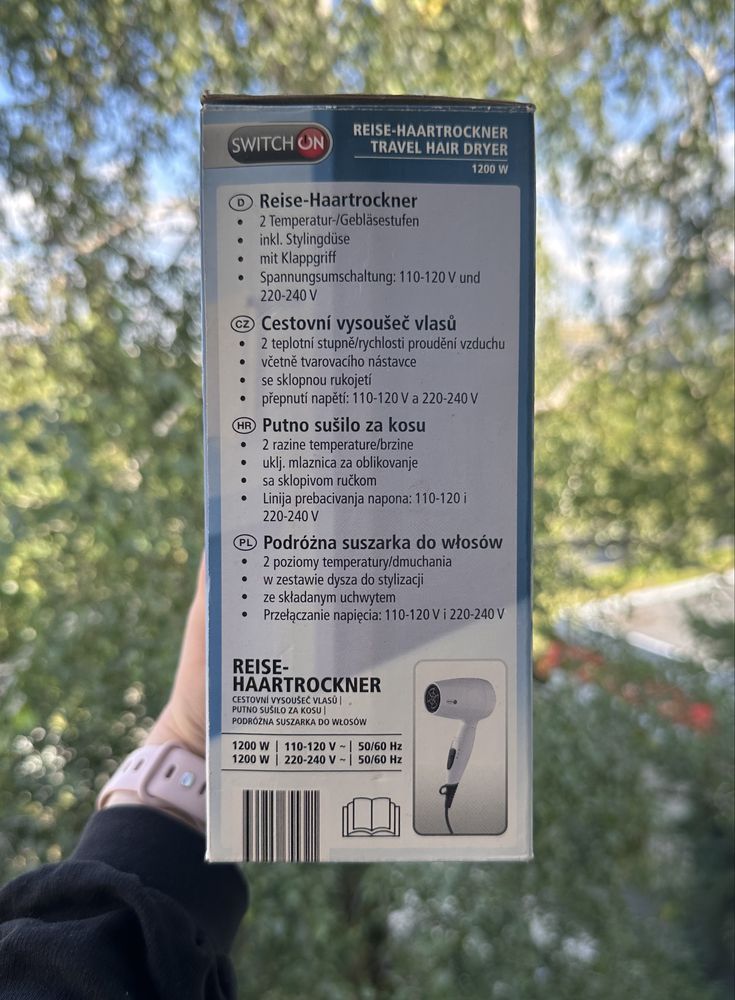 SWITCH ON
REISE-HAARTROCKNER
TRAVEL HAIR DRYER
1200 W
D Reise-Haartrockner
• 2 Temperatur-/Gebläsestufen
• inkl. Stylingdüse
• mit Klappgriff
• Spannungsumschaltung: 110-120 V und
220-240 V
CZ Cestovní vysoušeč vlasů
• 2 teplotní stupně/rychlosti proudění vzduchu
• včetně tvarovacího nástavce
• se sklopnou rukojetí
• přepnutí napětí: 110-120 V a 220-240 V
HR Putno sušilo za kosu
• 2 razine temperature/brzine
• uklj. mlaznica za oblikovanje
• sa sklopivom ručkom
• Linija prebacivanja napona: 110-120 i
220-240 V
PL Podróżna suszarka do włosów
• 2 poziomy temperatury/dmuchania
• w zestawie dysza do stylizacji
• ze składanym uchwytem
• Przełączanie napięcia: 110-120 V i 220-240 V
REISE-
HAARTROCKNER
CESTOVNÍ VYSOUŠEČ VLASŮ |
PUTNO SUŠILO ZA KOSU |
PODRÓŻNA SUSZARKA DO WŁOSÓW
1200 W | 110-120 V ~ | 50/60 Hz
1200 W | 220-240 V ~ | 50/60 Hz